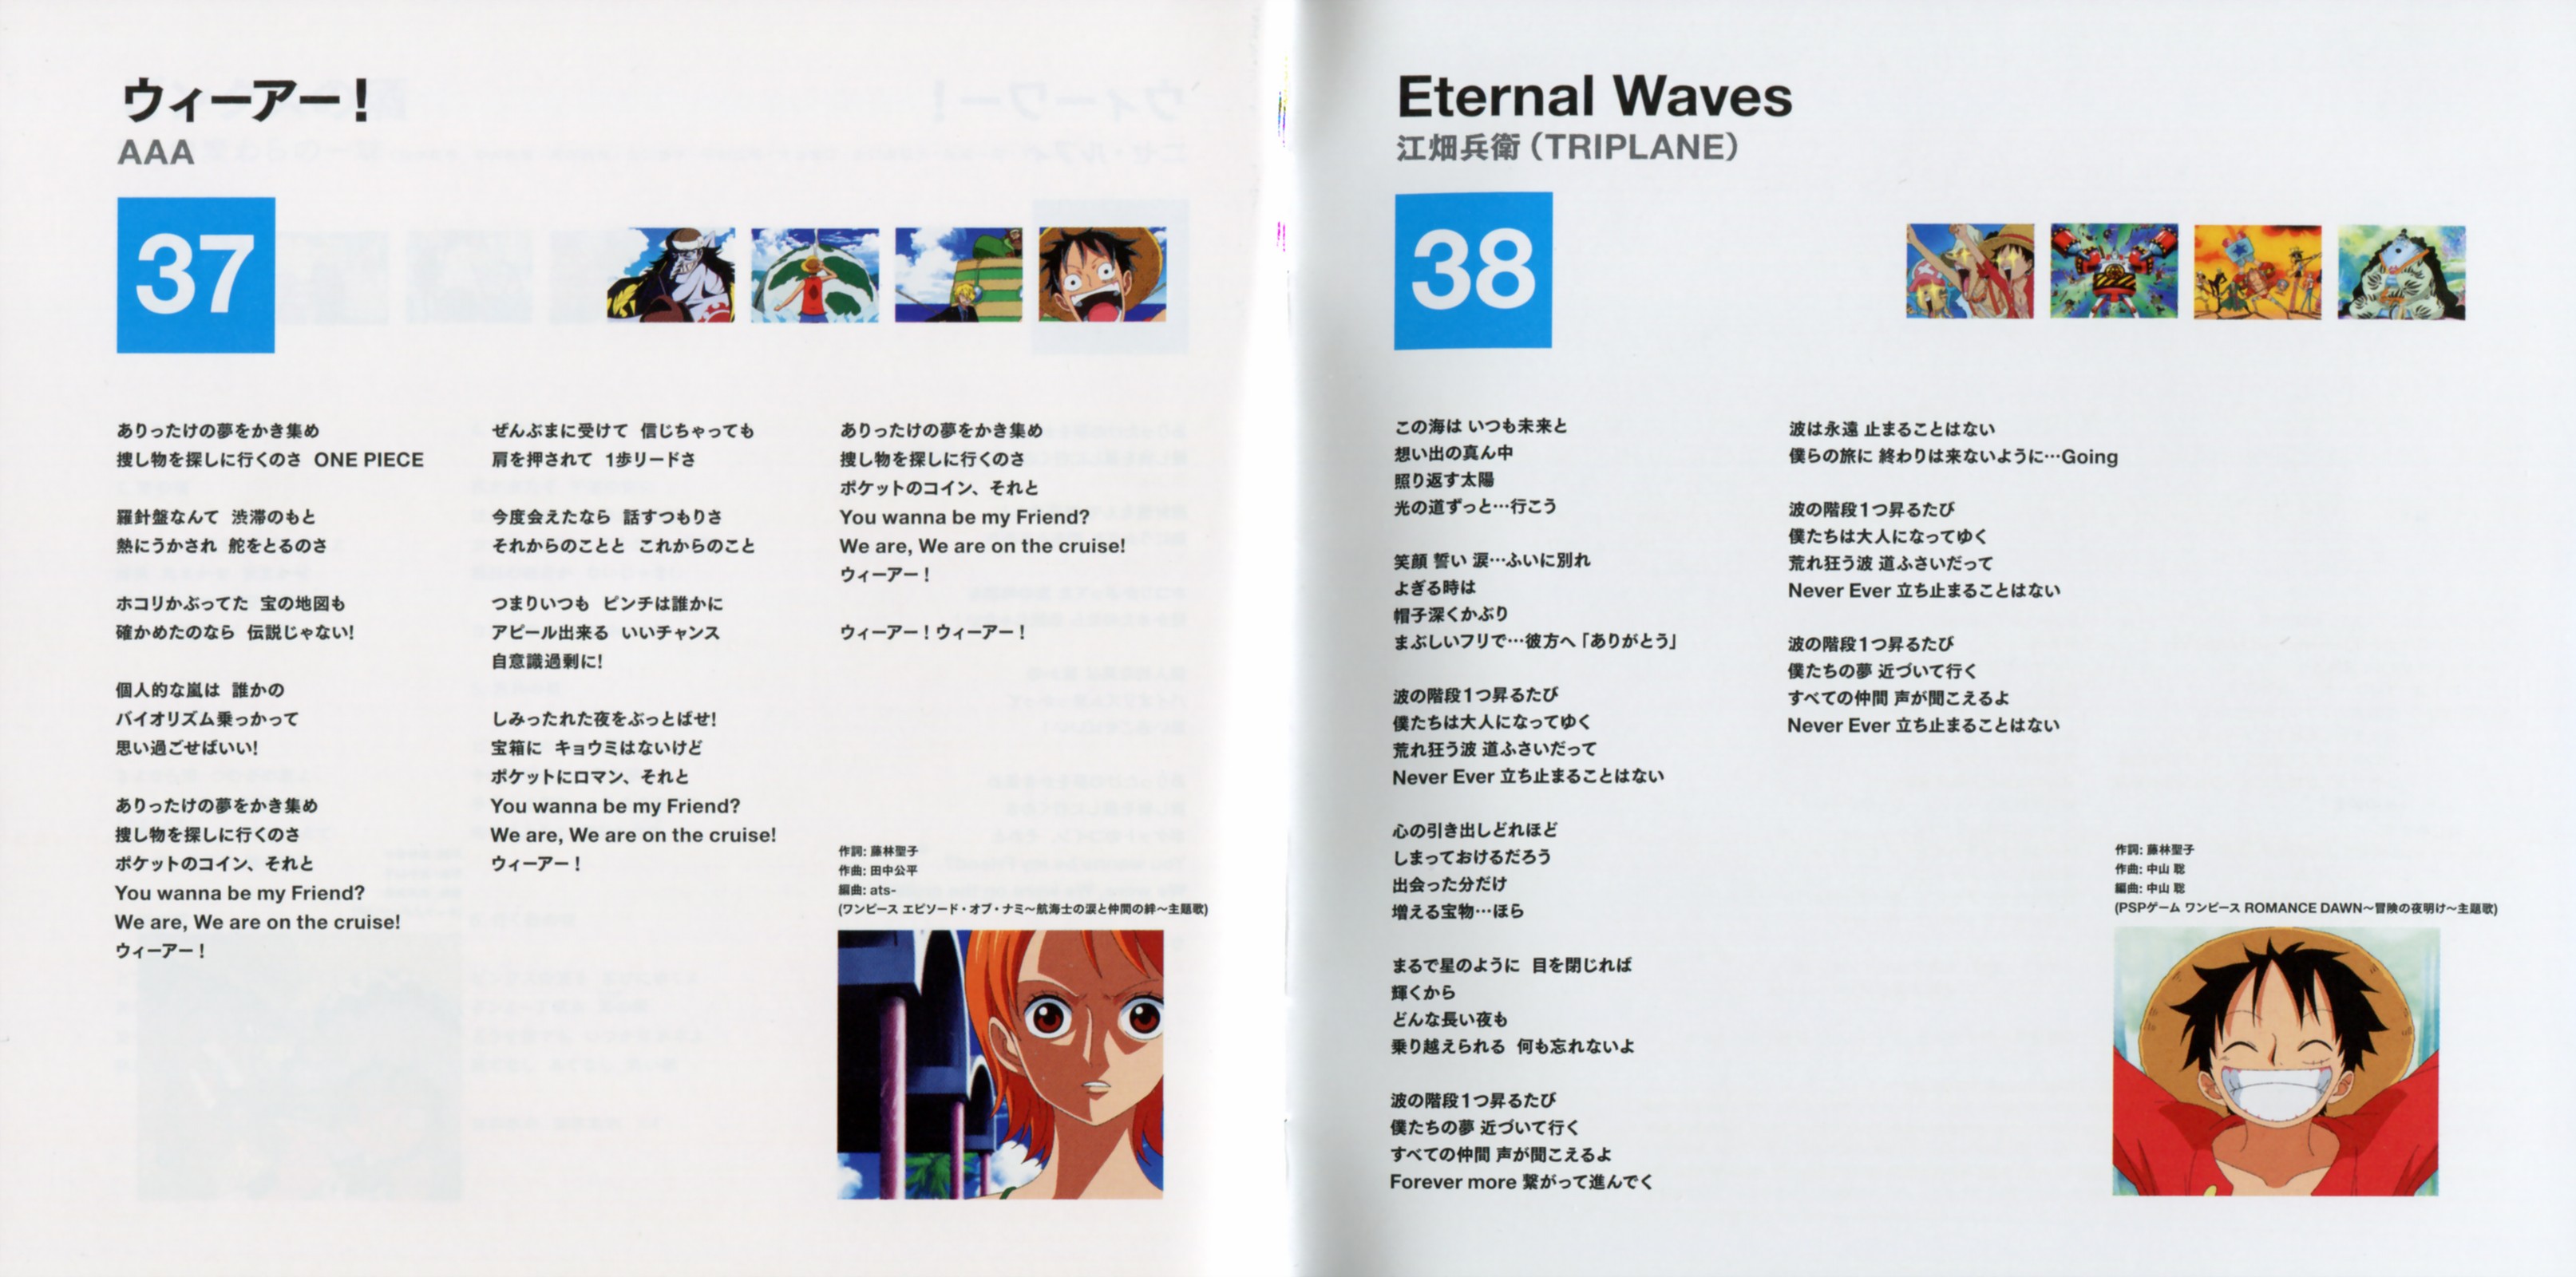 ウィーアー!
AAA
37
ありったけの夢をかき集め
捜し物を探しに行くのさ ONE PIECE
羅針盤なんて 渋滞のもと
熱にうかされ 舵をとるのさ
ホコリかぶってた 宝の地図も
確かめたのなら 伝説じゃない!
個人的な嵐は 誰かの
バイオリズム乗っかって
思い過ごせばいい!
ありったけの夢をかき集め
捜し物を探しに行くのさ
ポケットのコイン、それと
You wanna be my Friend?
We are, We are on the cruise!
ウィーアー!
ぜんぶまに受けて 信じちゃっても
肩を押されて 1歩リードさ
今度会えたなら 話すつもりさ
それからのことと これからのこと
つまりいつも ピンチは誰かに
アピール出来る いいチャンス
自意識過剰に!
しみったれた夜をぶっとばせ!
宝箱に キョウミはないけど
ポケットにロマン、それと
You wanna be my Friend?
We are, We are on the cruise!
ウィーアー!
ありったけの夢をかき集め
捜し物を探しに行くのさ
ポケットのコイン、それと
You wanna be my Friend?
We are, We are on the cruise!
ウィーアー!
ウィーアー!ウィーアー!
作詞: 藤林聖子
作曲: 田中公平
編曲: ats-
(ワンピース エピソード・オブ・ナミ〜航海士の涙と仲間の絆〜主題歌)
Eternal Waves
江畑兵衛(TRIPLANE)
38
この海は いつも未来と
想い出の真ん中
照り返す太陽
光の道ずっと…行こう
笑顔 誓い 涙…ふいに別れ
よぎる時は
帽子深くかぶり
まぶしいフリで…彼方へ「ありがとう」
波の階段1つ昇るたび
僕たちは大人になってゆく
荒れ狂う波 道ふさいだって
Never Ever 立ち止まることはない
心の引き出しどれほど
しまっておけるだろう
出会った分だけ
増える宝物…ほら
まるで星のように 目を閉じれば
輝くから
どんな長い夜も
乗り越えられる 何も忘れないよ
波の階段1つ昇るたび
僕たちの夢 近づいて行く
すべての仲間 声が聞こえるよ
Forever more 繋がって進んでく
波は永遠 止まることはない
僕らの旅に 終わりは来ないように…Going
波の階段1つ昇るたび
僕たちは大人になってゆく
荒れ狂う波 道ふさいだって
Never Ever 立ち止まることはない
波の階段1つ昇るたび
僕たちの夢 近づいて行く
すべての仲間 声が聞こえるよ
Never Ever 立ち止まることはない
作詞: 藤林聖子
作曲: 中山 聡
編曲: 中山 聡
(PSPゲーム ワンピース ROMANCE DAWN〜冒険の夜明け〜主題歌)